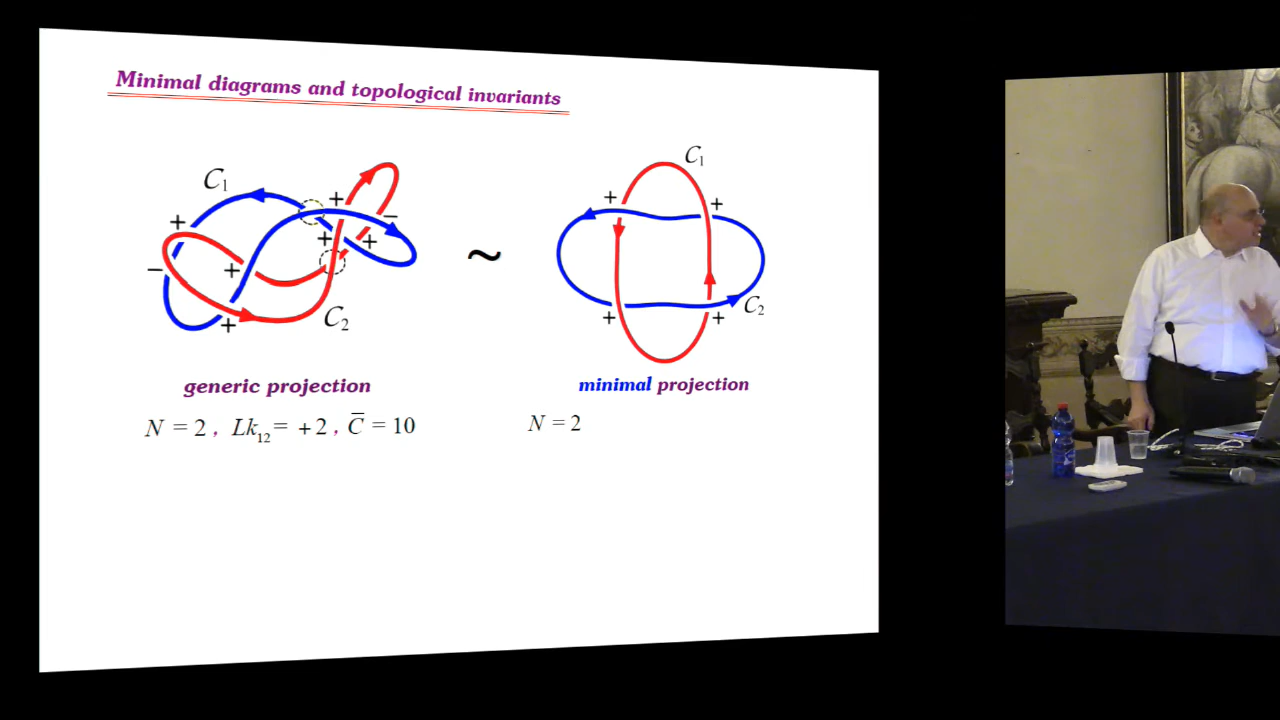 Minimal diagrams and topological invariants
C₁
+
+
−
+
+
−
+
+
C₂
~
C₁
+
+
C₂
+
+
generic projection
minimal projection
N = 2 , Lk₁₂ = + 2 , C̅ = 10
N = 2